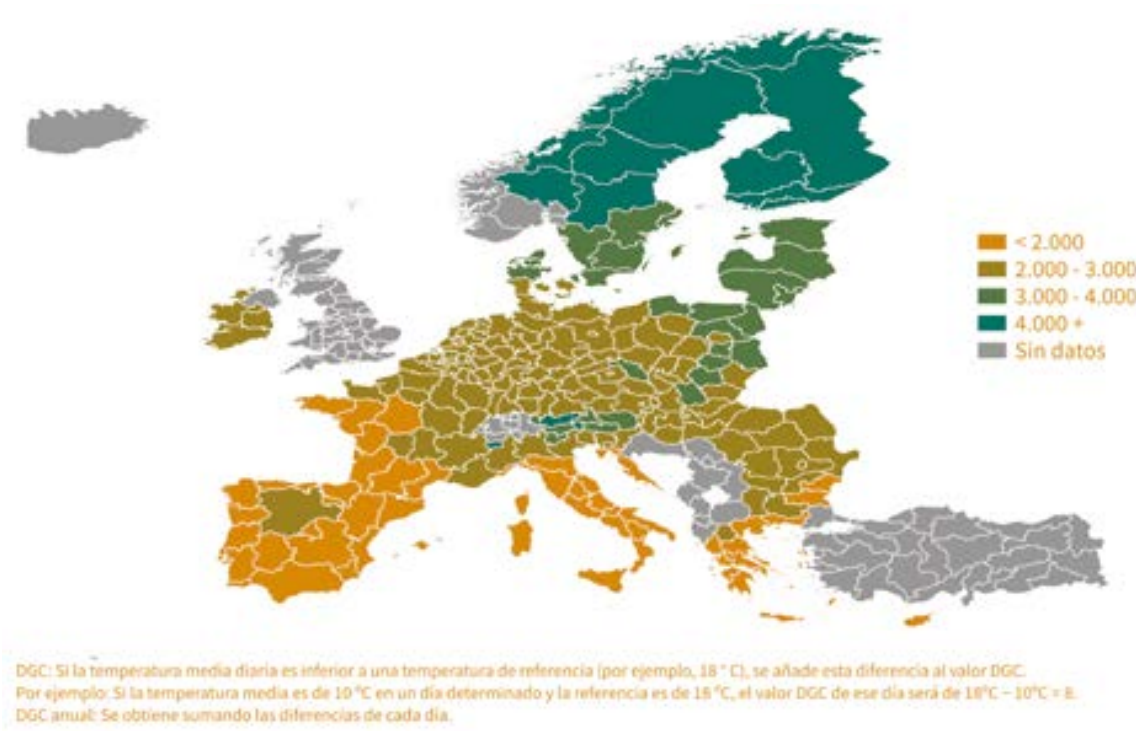 < 2.000
2.000 - 3.000
3.000 - 4.000
4.000 +
Sin datos
DGC: Si la temperatura media diaria es inferior a una temperatura de referencia (por ejemplo, 18 ° C), se añade esta diferencia al valor DGC.
Por ejemplo: Si la temperatura media es de 10 °C en un día determinado y la referencia es de 18 °C, el valor DGC de ese día será de 18°C − 10°C = 8.
DGC anual: Se obtiene sumando las diferencias de cada día.